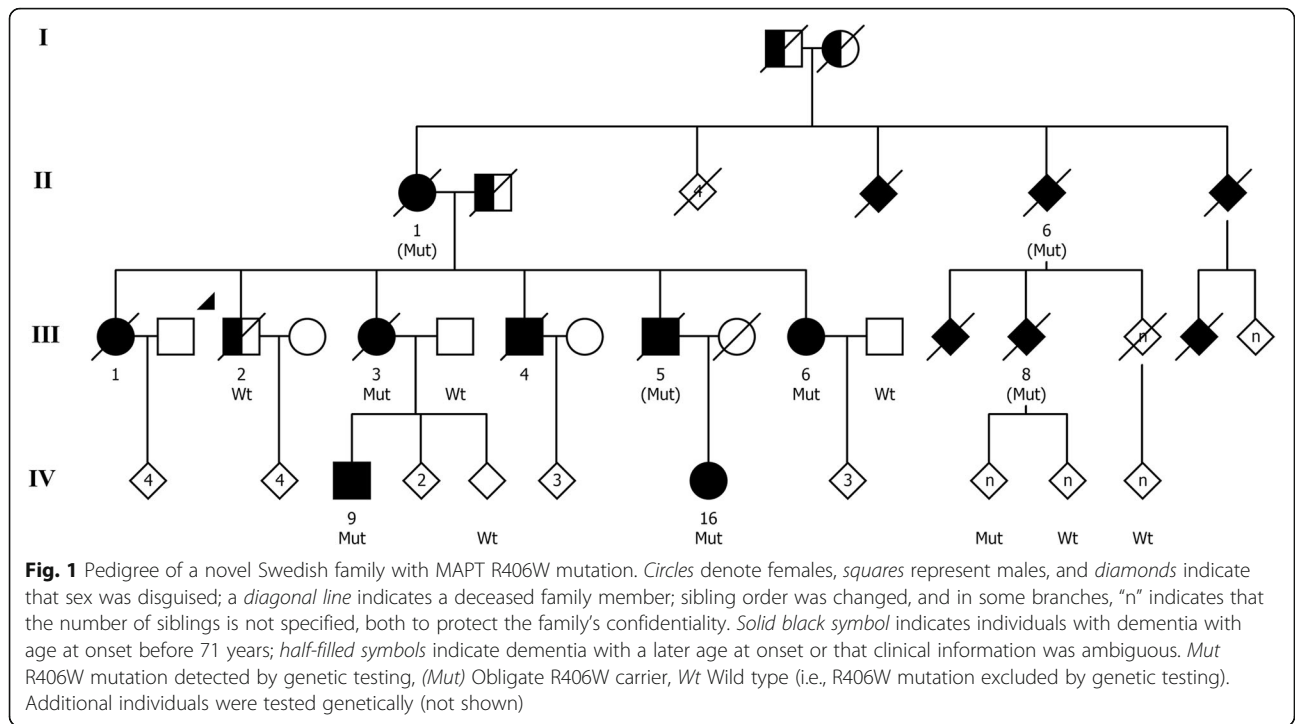 I
II
4
1
6
(Mut)
(Mut)
III
n
n
1
2
3
4
5
6
8
Wt
Mut
Wt
(Mut)
Mut
Wt
(Mut)
IV
4
4
2
3
3
n
n
n
9
16
Mut
Wt
Mut
Mut
Wt
Wt
Fig. 1 Pedigree of a novel Swedish family with MAPT R406W mutation. Circles denote females, squares represent males, and diamonds indicate
that sex was disguised; a diagonal line indicates a deceased family member; sibling order was changed, and in some branches, “n” indicates that
the number of siblings is not specified, both to protect the family’s confidentiality. Solid black symbol indicates individuals with dementia with
age at onset before 71 years; half-filled symbols indicate dementia with a later age at onset or that clinical information was ambiguous. Mut
R406W mutation detected by genetic testing, (Mut) Obligate R406W carrier, Wt Wild type (i.e., R406W mutation excluded by genetic testing).
Additional individuals were tested genetically (not shown)